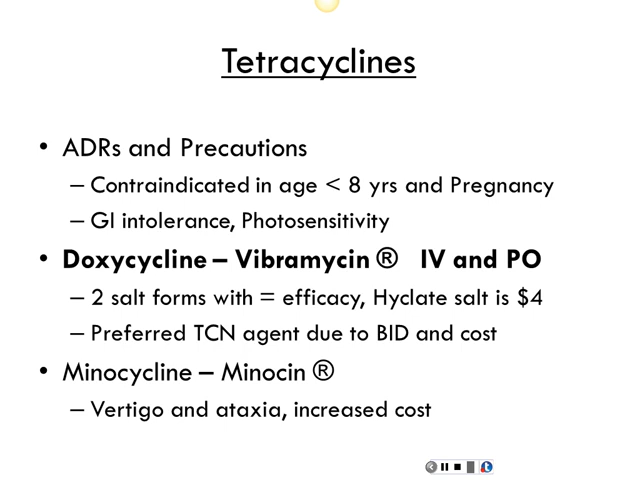 Tetracyclines
• ADRs and Precautions
– Contraindicated in age < 8 yrs and Pregnancy
– GI intolerance, Photosensitivity
• Doxycycline – Vibramycin ® IV and PO
– 2 salt forms with = efficacy, Hyclate salt is $4
– Preferred TCN agent due to BID and cost
• Minocycline – Minocin ®
– Vertigo and ataxia, increased cost